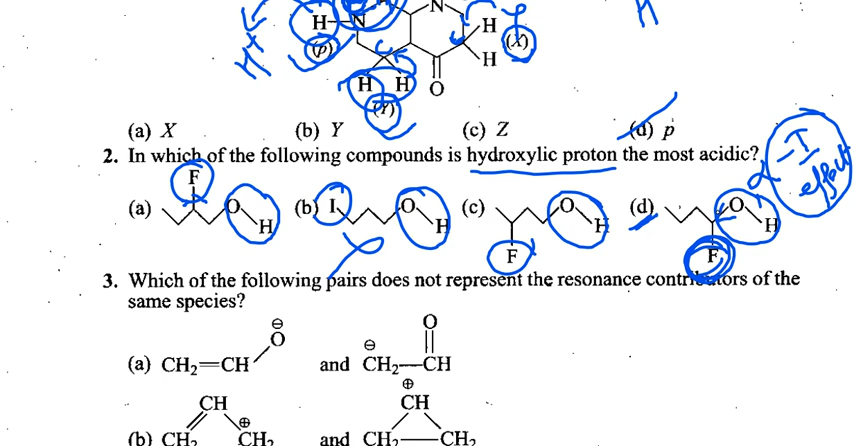 N
H—N
H
(X)
(p)
H
H X
H H
O
(Y)
(a) X (b) Y (c) Z (d) p
2. In which of the following compounds is hydroxylic proton the most acidic?
-I effect
F
(a) O H (b) I O H (c) O H F (d) O H F
3. Which of the following pairs does not represent the resonance contributors of the
same species?
⊖
O O
(a) CH2=CH and ⊖ CH2—CH
⊕
CH CH
(b) CH2 ⊕ CH2 and CH2—CH2